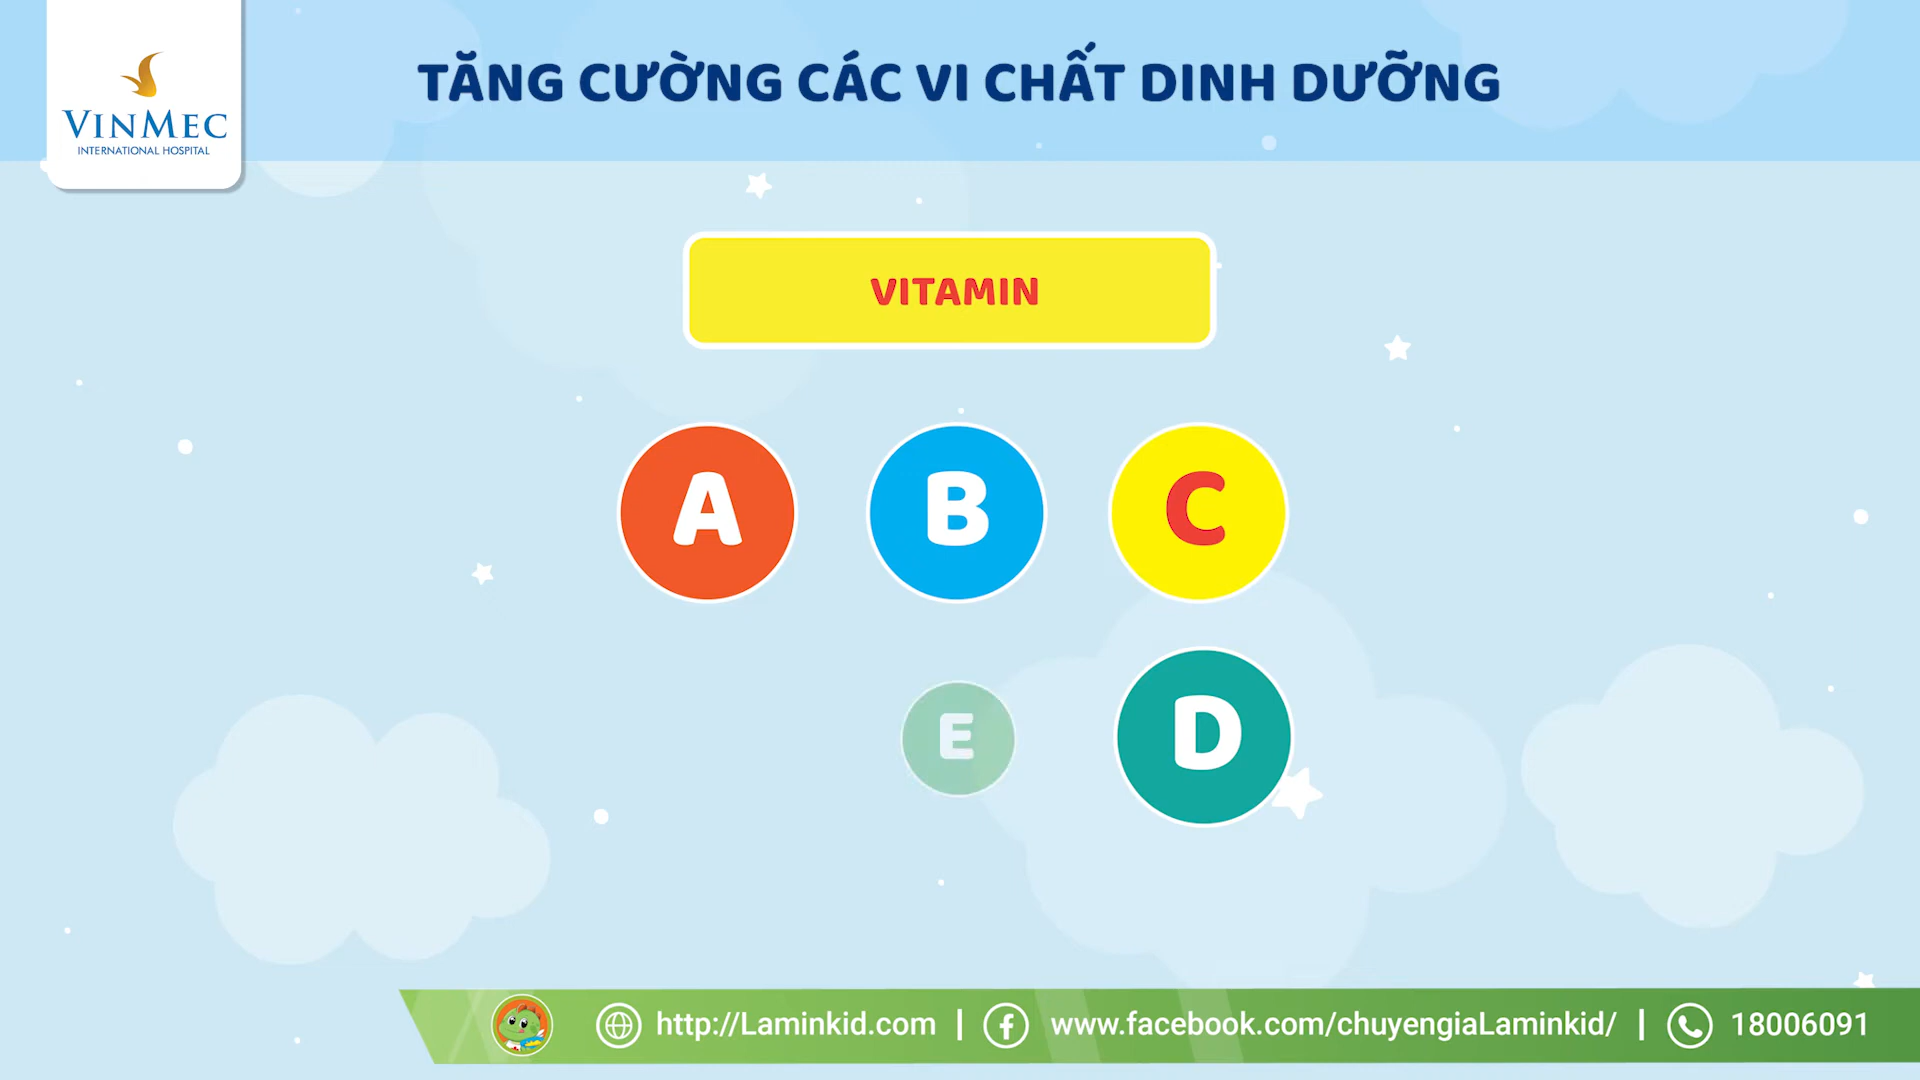 VINMEC
INTERNATIONAL HOSPITAL
TĂNG CƯỜNG CÁC VI CHẤT DINH DƯỠNG
VITAMIN
A B C
E D
http://Laminkid.com | www.facebook.com/chuyengiaLaminkid/ | 18006091